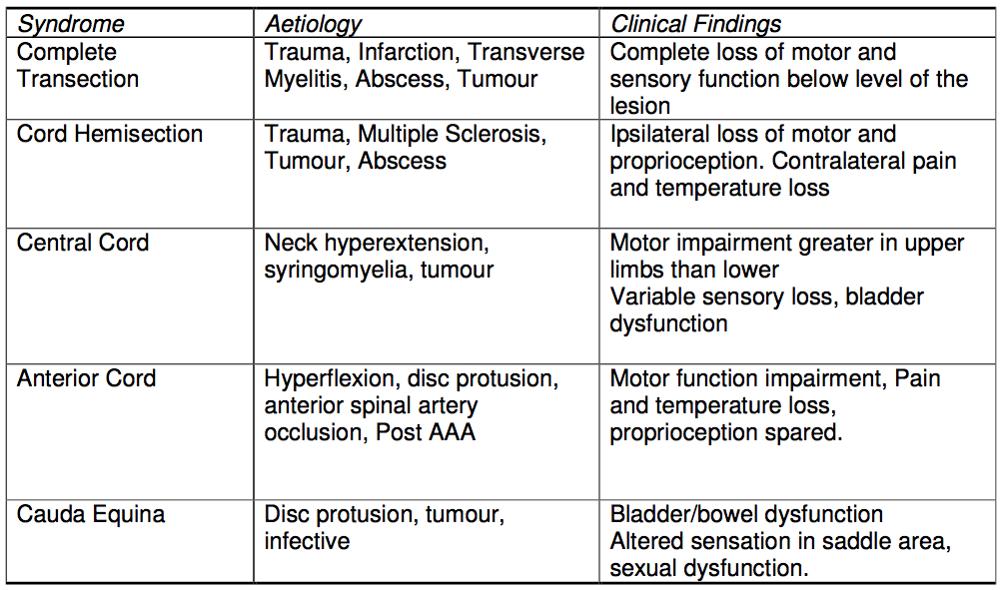 Syndrome Aetiology Clinical Findings
Complete
Transection
Trauma, Infarction, Transverse
Myelitis, Abscess, Tumour
Complete loss of motor and
sensory function below level of the
lesion
Cord Hemisection
Trauma, Multiple Sclerosis,
Tumour, Abscess
Ipsilateral loss of motor and
proprioception. Contralateral pain
and temperature loss
Central Cord
Neck hyperextension,
syringomyelia, tumour
Motor impairment greater in upper
limbs than lower
Variable sensory loss, bladder
dysfunction
Anterior Cord
Hyperflexion, disc protusion,
anterior spinal artery
occlusion, Post AAA
Motor function impairment, Pain
and temperature loss,
proprioception spared.
Cauda Equina
Disc protusion, tumour,
infective
Bladder/bowel dysfunction
Altered sensation in saddle area,
sexual dysfunction.